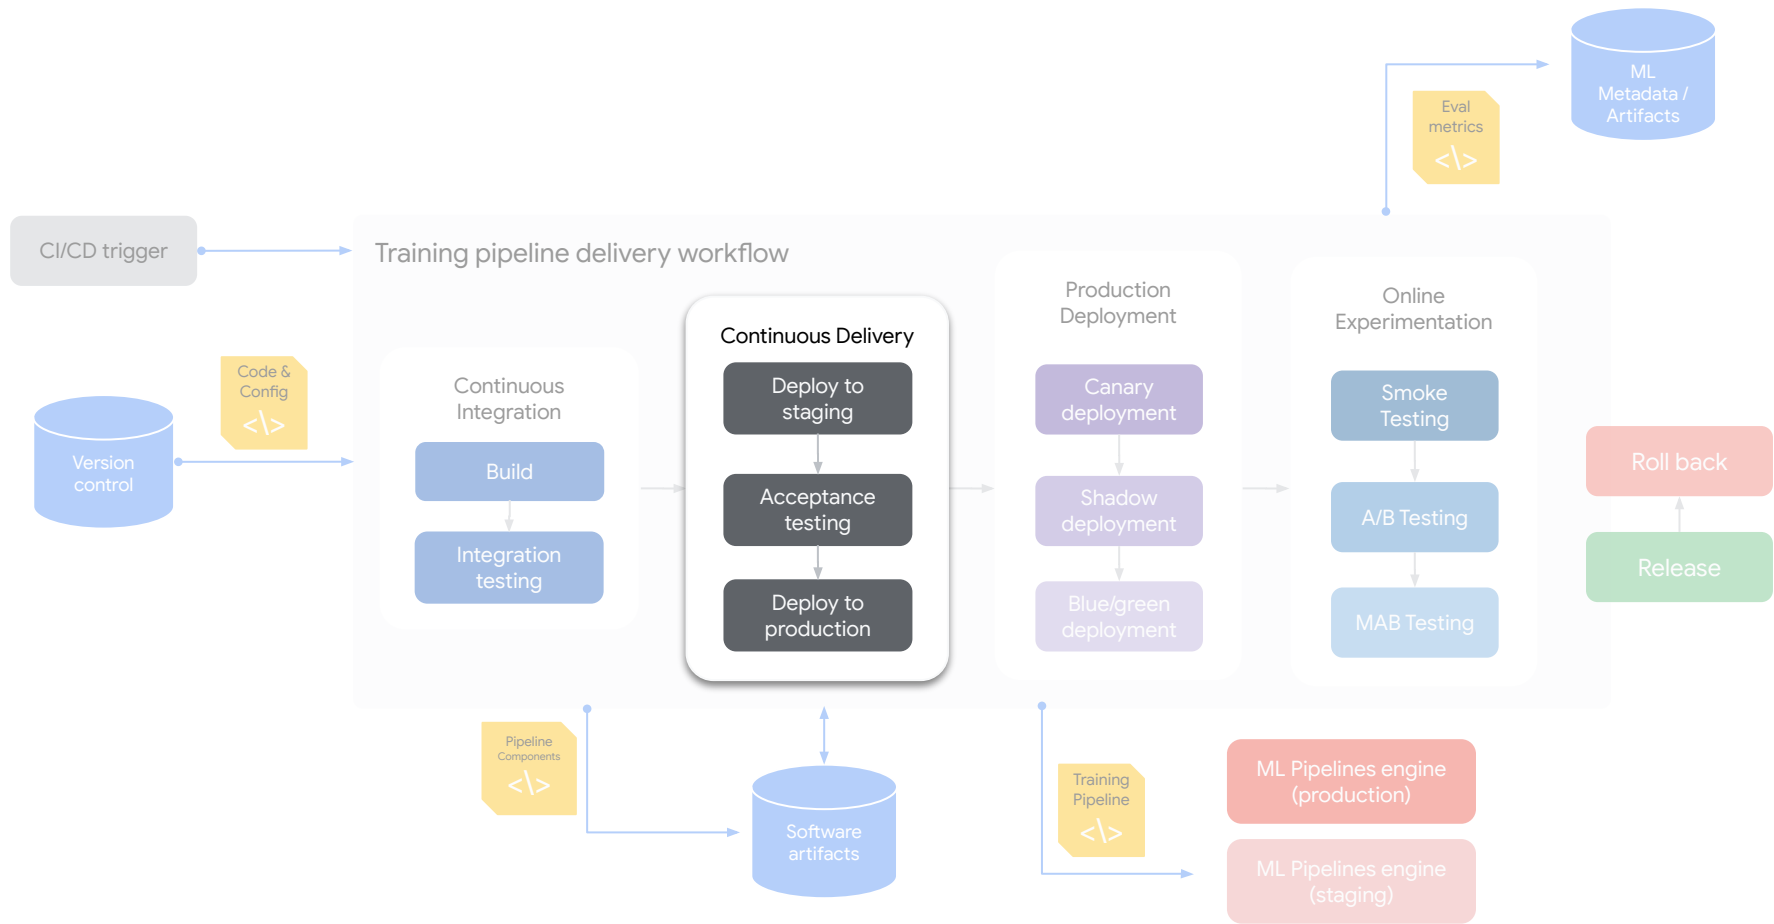 ML
Metadata /
Artifacts
Eval
metrics
</>
CI/CD trigger
Training pipeline delivery workflow
Code &
Config
</>
Version
control
Continuous
Integration
Build
Integration
testing
Continuous Delivery
Deploy to
staging
Acceptance
testing
Deploy to
production
Production
Deployment
Canary
deployment
Shadow
deployment
Blue/green
deployment
Online
Experimentation
Smoke
Testing
A/B Testing
MAB Testing
Roll back
Release
Pipeline
Components
</>
Software
artifacts
Training
Pipeline
</>
ML Pipelines engine
(production)
ML Pipelines engine
(staging)